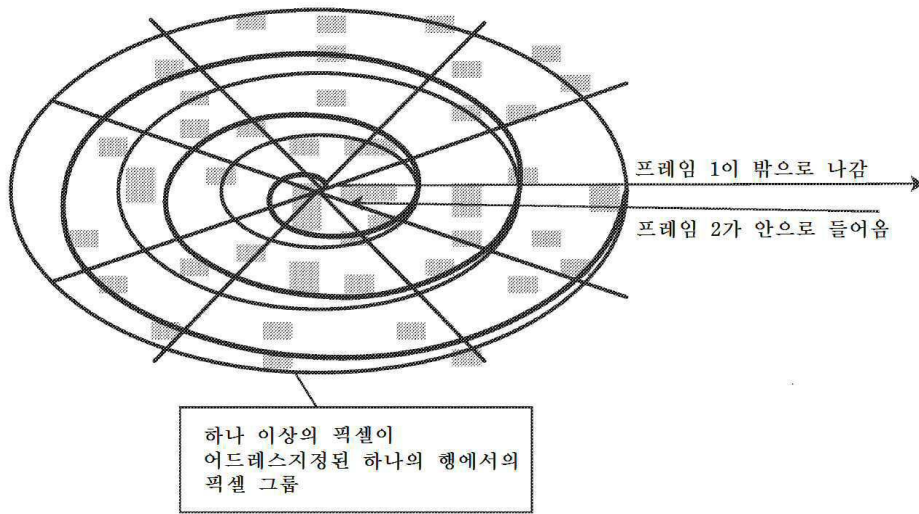 프레임 1이 밖으로 나감
프레임 2가 안으로 들어옴
하나 이상의 픽셀이
어드레스지정된 하나의 행에서의
픽셀 그룹